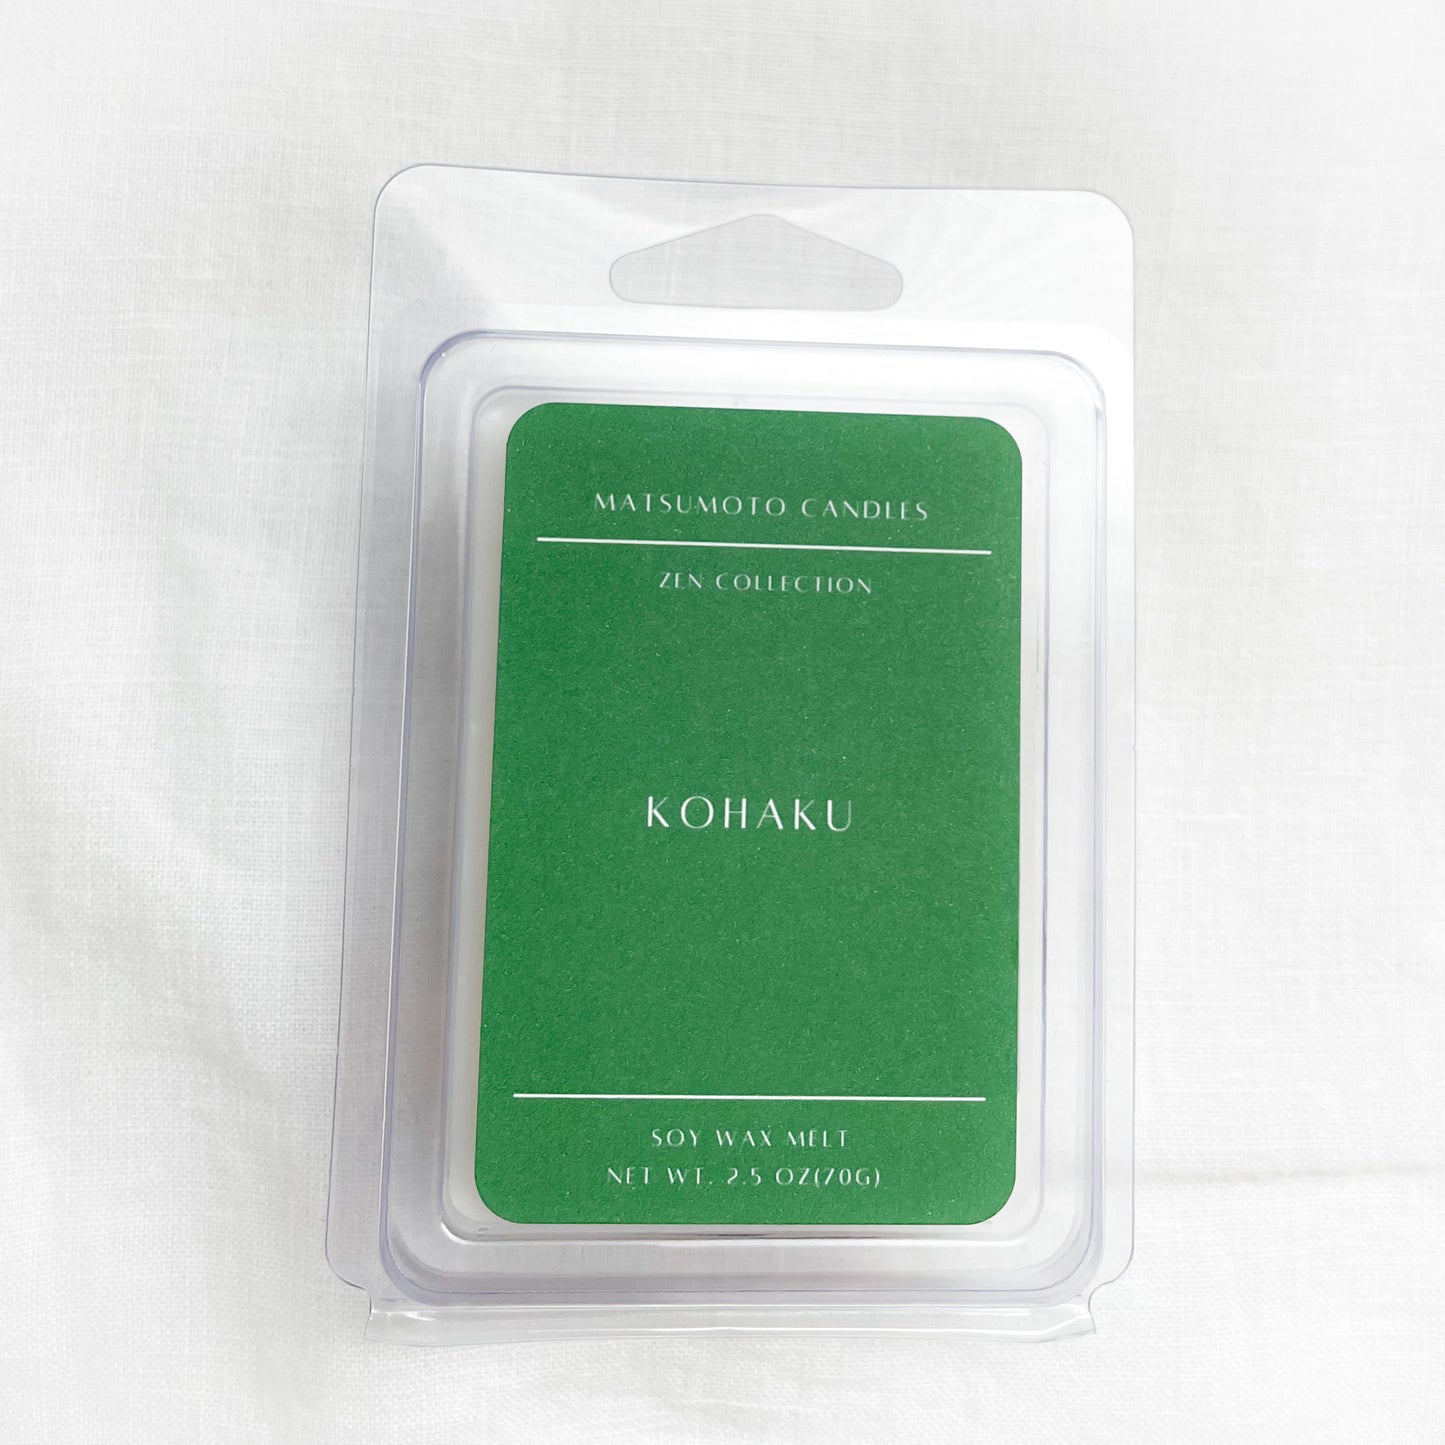 MATSUMOTO CANDLES
ZEN COLLECTION
KOHAKU
SOY WAX MELT
NET WT. 2.5 OZ(70G)